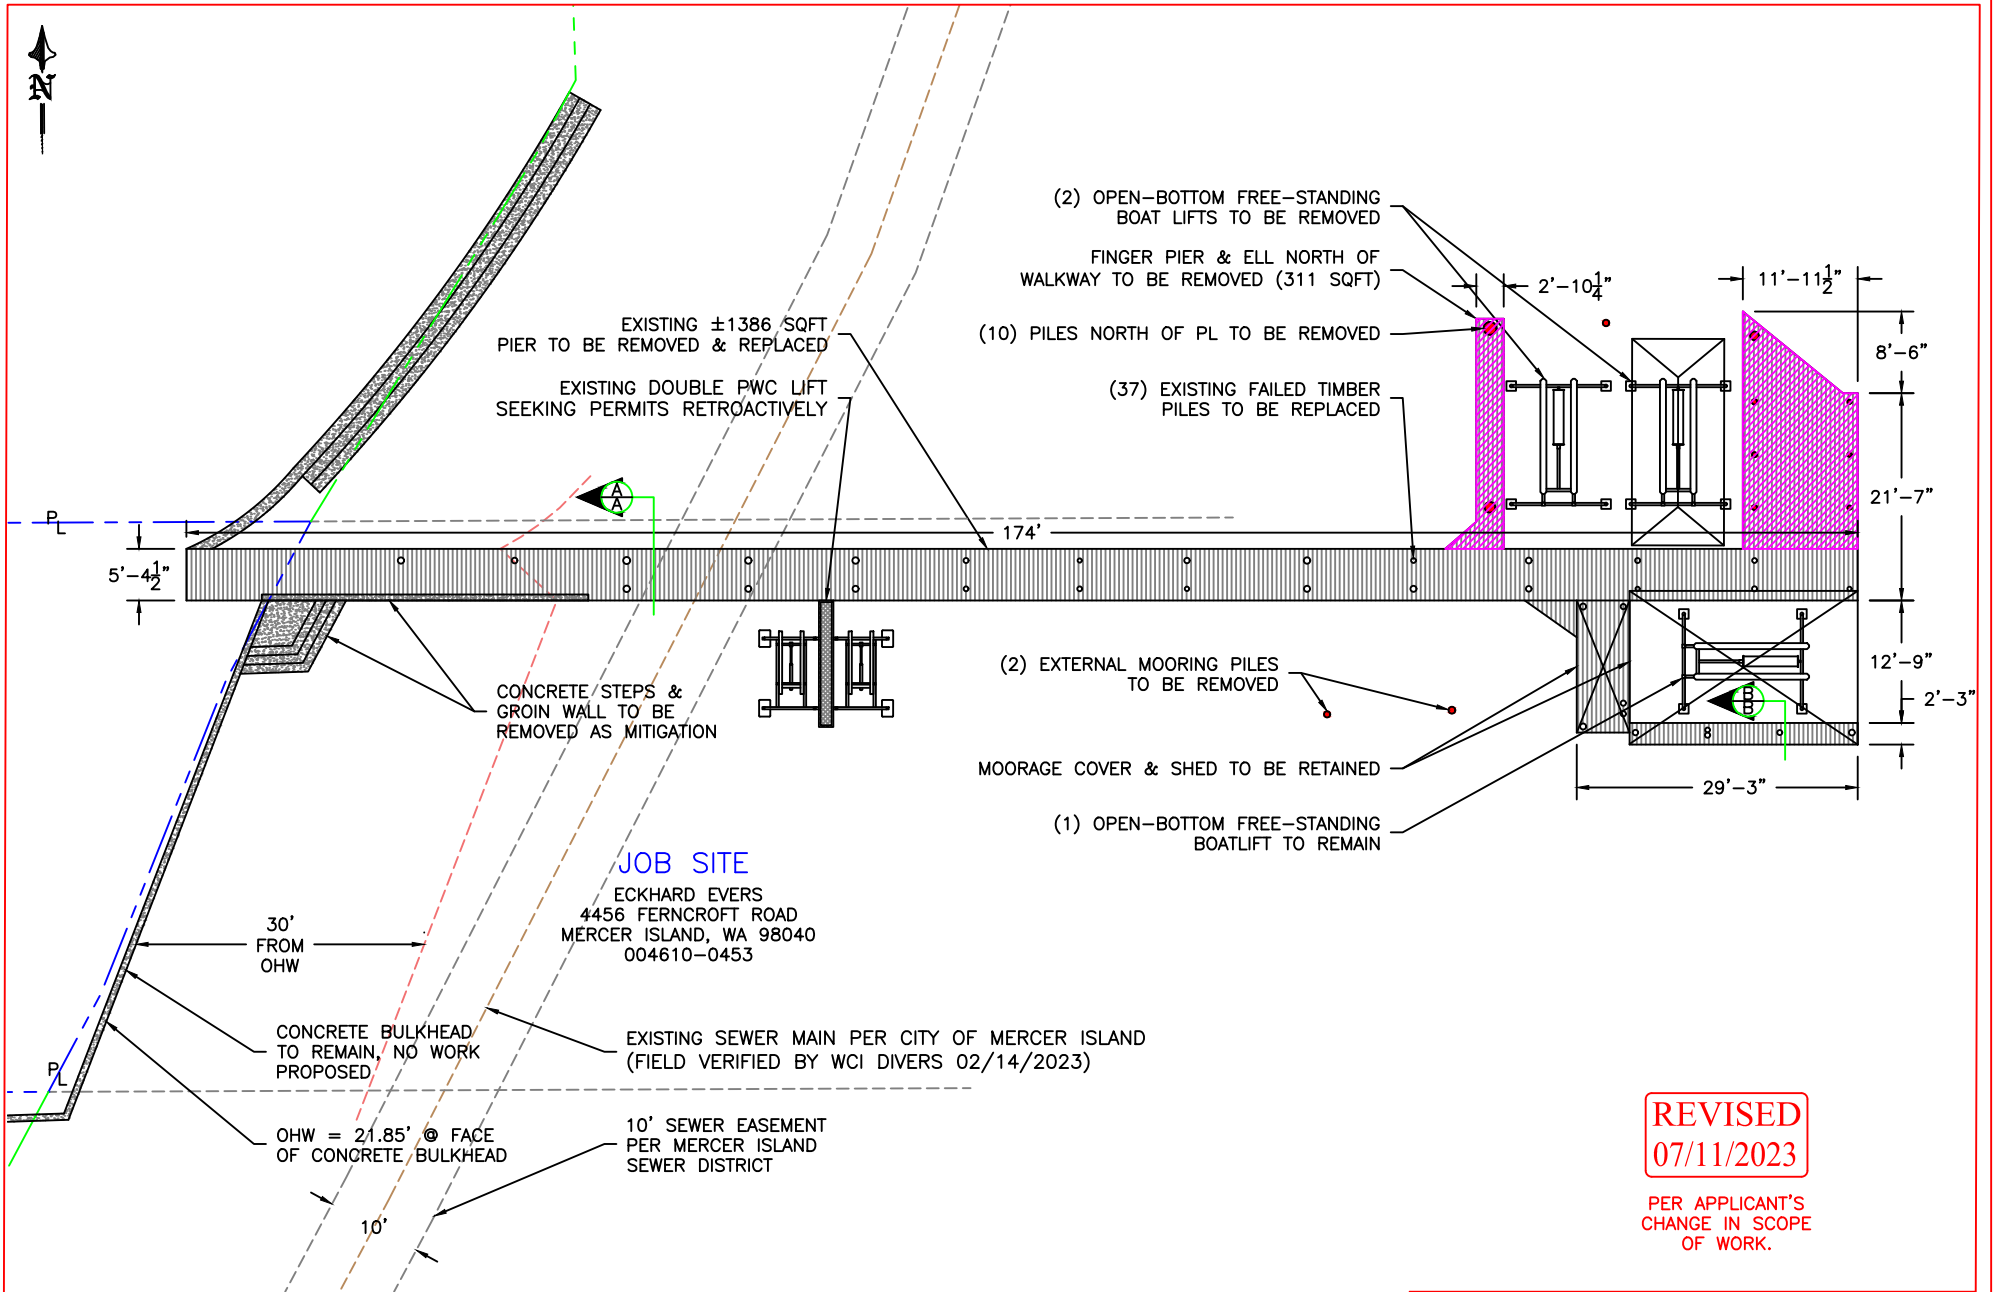 N
(2) OPEN-BOTTOM FREE-STANDING
BOAT LIFTS TO BE REMOVED
FINGER PIER & ELL NORTH OF
WALKWAY TO BE REMOVED (311 SQFT)
2'-10 1/4"
11'-11 1/2"
EXISTING ±1386 SQFT
PIER TO BE REMOVED & REPLACED
(10) PILES NORTH OF PL TO BE REMOVED
8'-6"
EXISTING DOUBLE PWC LIFT
SEEKING PERMITS RETROACTIVELY
(37) EXISTING FAILED TIMBER
PILES TO BE REPLACED
A
A
21'-7"
PL
174'
5'-4 1/2"
(2) EXTERNAL MOORING PILES
TO BE REMOVED
12'-9"
2'-3"
B
B
CONCRETE STEPS &
GROIN WALL TO BE
REMOVED AS MITIGATION
MOORAGE COVER & SHED TO BE RETAINED
29'-3"
(1) OPEN-BOTTOM FREE-STANDING
BOATLIFT TO REMAIN
JOB SITE
ECKHARD EVERS
4456 FERNCROFT ROAD
MERCER ISLAND, WA 98040
004610-0453
30'
FROM
OHW
CONCRETE BULKHEAD
TO REMAIN, NO WORK
PROPOSED
EXISTING SEWER MAIN PER CITY OF MERCER ISLAND
(FIELD VERIFIED BY WCI DIVERS 02/14/2023)
PL
OHW = 21.85' @ FACE
OF CONCRETE BULKHEAD
10' SEWER EASEMENT
PER MERCER ISLAND
SEWER DISTRICT
10'
REVISED
07/11/2023
PER APPLICANT'S
CHANGE IN SCOPE
OF WORK.